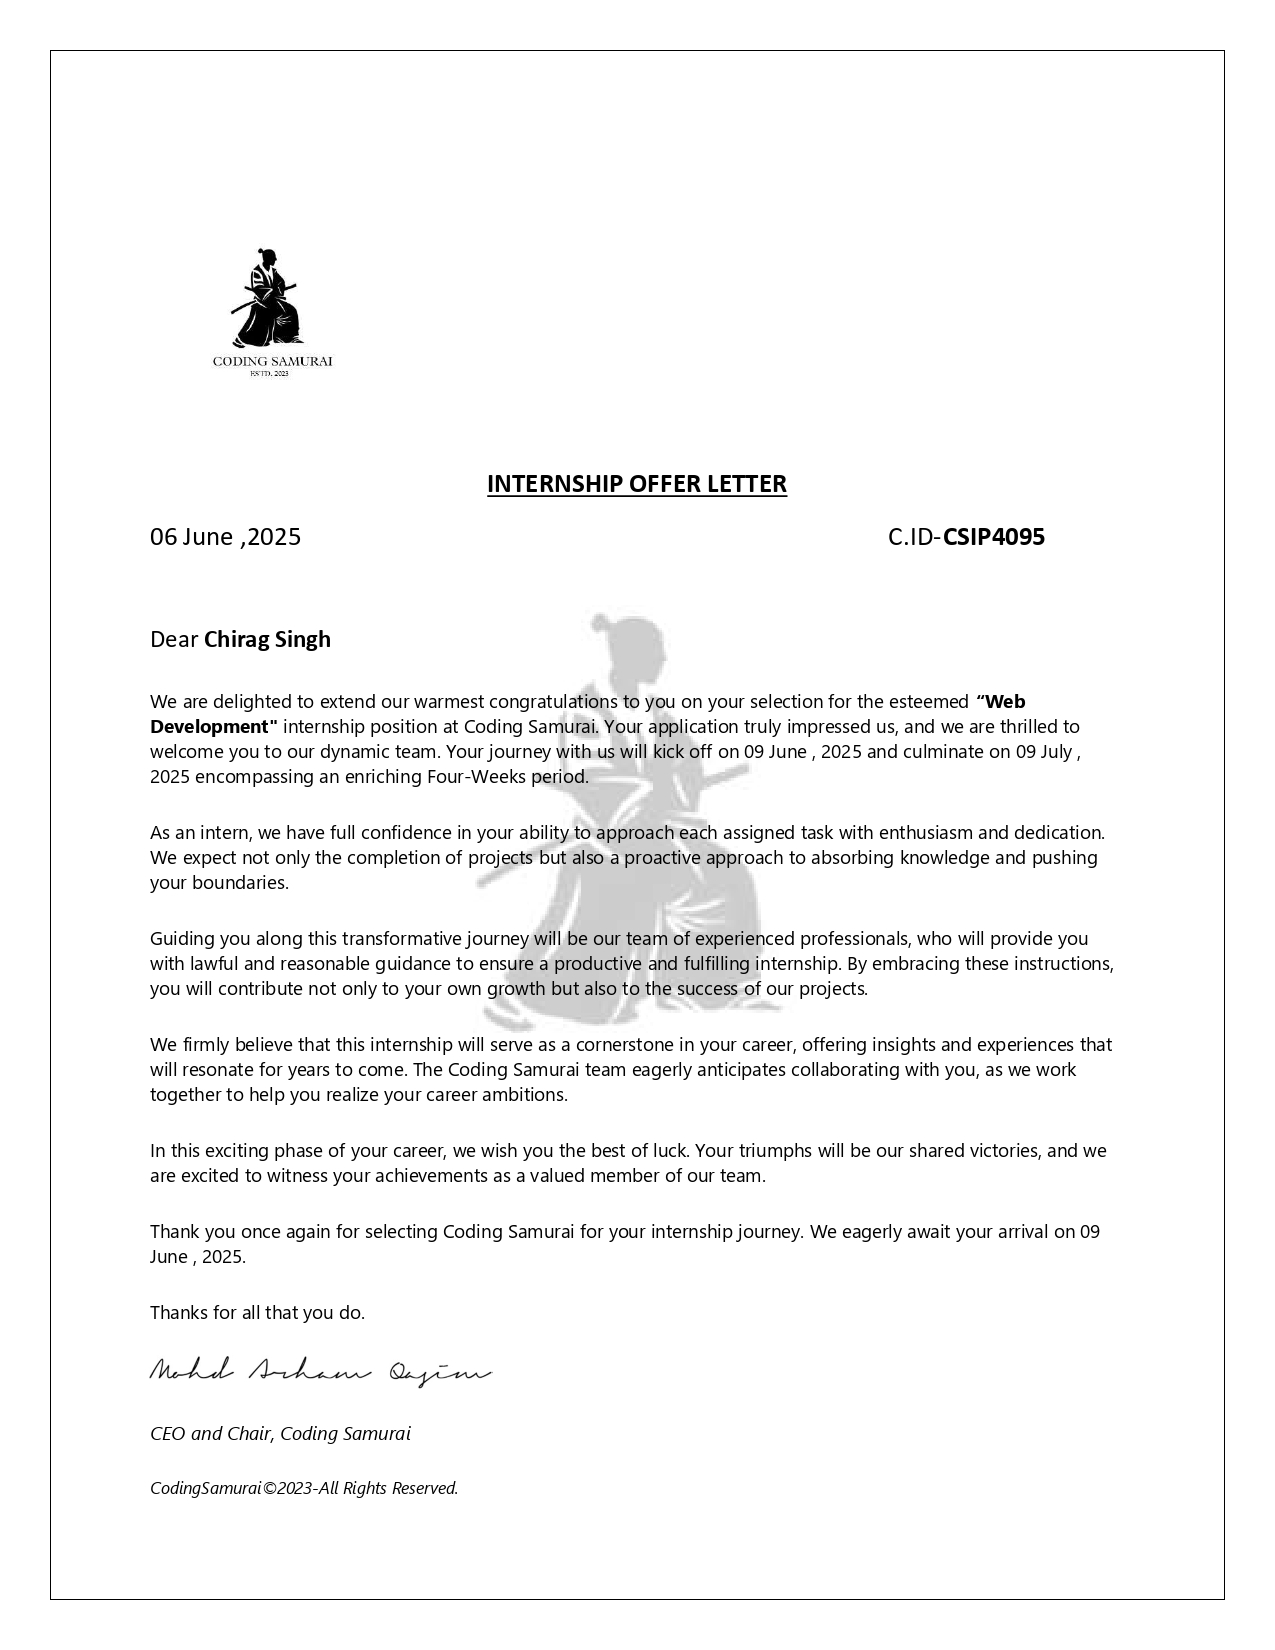 CODING SAMURAI
ESTD. 2023
INTERNSHIP OFFER LETTER
06 June ,2025 C.ID-CSIP4095
Dear Chirag Singh
We are delighted to extend our warmest congratulations to you on your selection for the esteemed “Web
Development" internship position at Coding Samurai. Your application truly impressed us, and we are thrilled to
welcome you to our dynamic team. Your journey with us will kick off on 09 June , 2025 and culminate on 09 July ,
2025 encompassing an enriching Four-Weeks period.
As an intern, we have full confidence in your ability to approach each assigned task with enthusiasm and dedication.
We expect not only the completion of projects but also a proactive approach to absorbing knowledge and pushing
your boundaries.
Guiding you along this transformative journey will be our team of experienced professionals, who will provide you
with lawful and reasonable guidance to ensure a productive and fulfilling internship. By embracing these instructions,
you will contribute not only to your own growth but also to the success of our projects.
We firmly believe that this internship will serve as a cornerstone in your career, offering insights and experiences that
will resonate for years to come. The Coding Samurai team eagerly anticipates collaborating with you, as we work
together to help you realize your career ambitions.
In this exciting phase of your career, we wish you the best of luck. Your triumphs will be our shared victories, and we
are excited to witness your achievements as a valued member of our team.
Thank you once again for selecting Coding Samurai for your internship journey. We eagerly await your arrival on 09
June , 2025.
Thanks for all that you do.
Mohd Arham Qazim
CEO and Chair, Coding Samurai
CodingSamurai©2023-All Rights Reserved.